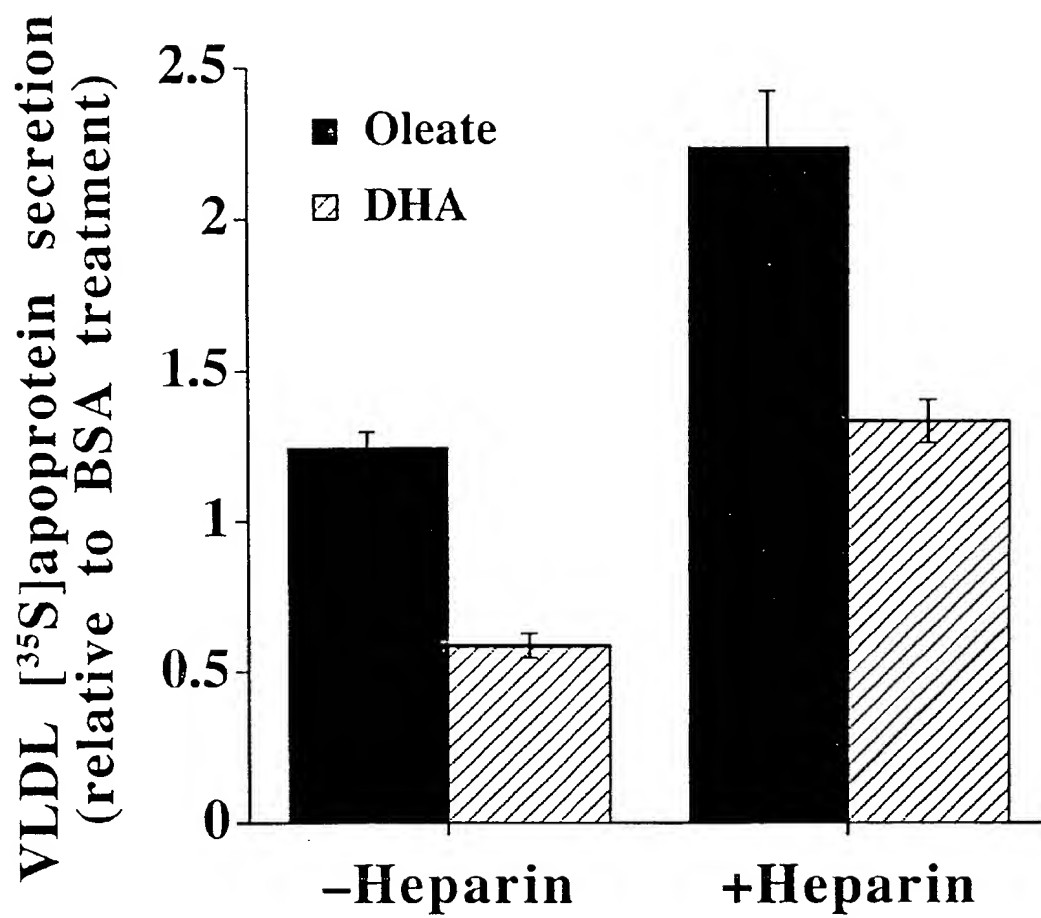 VLDL [³⁵S]apoprotein secretion
(relative to BSA treatment)
2.5
2
1.5
1
0.5
0
Oleate
DHA
–Heparin
+Heparin